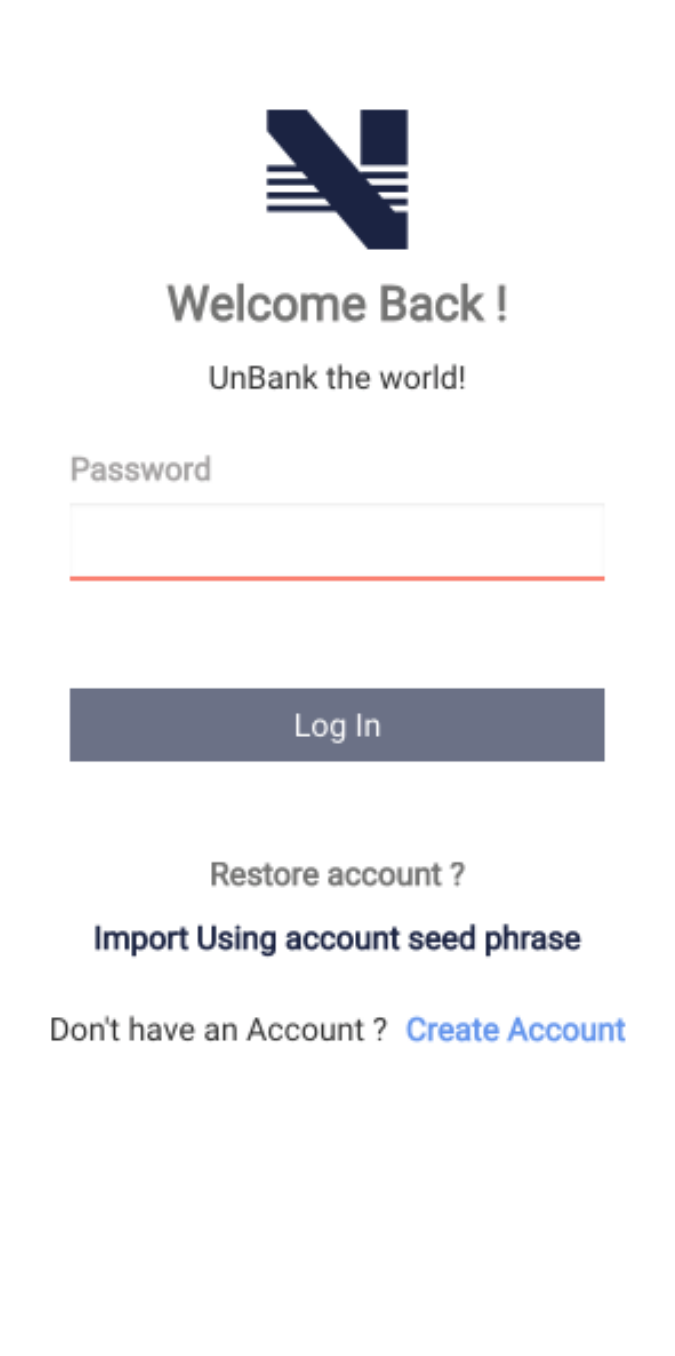 Welcome Back !
UnBank the world!
Password
Log In
Restore account ?
Import Using account seed phrase
Don't have an Account ? Create Account